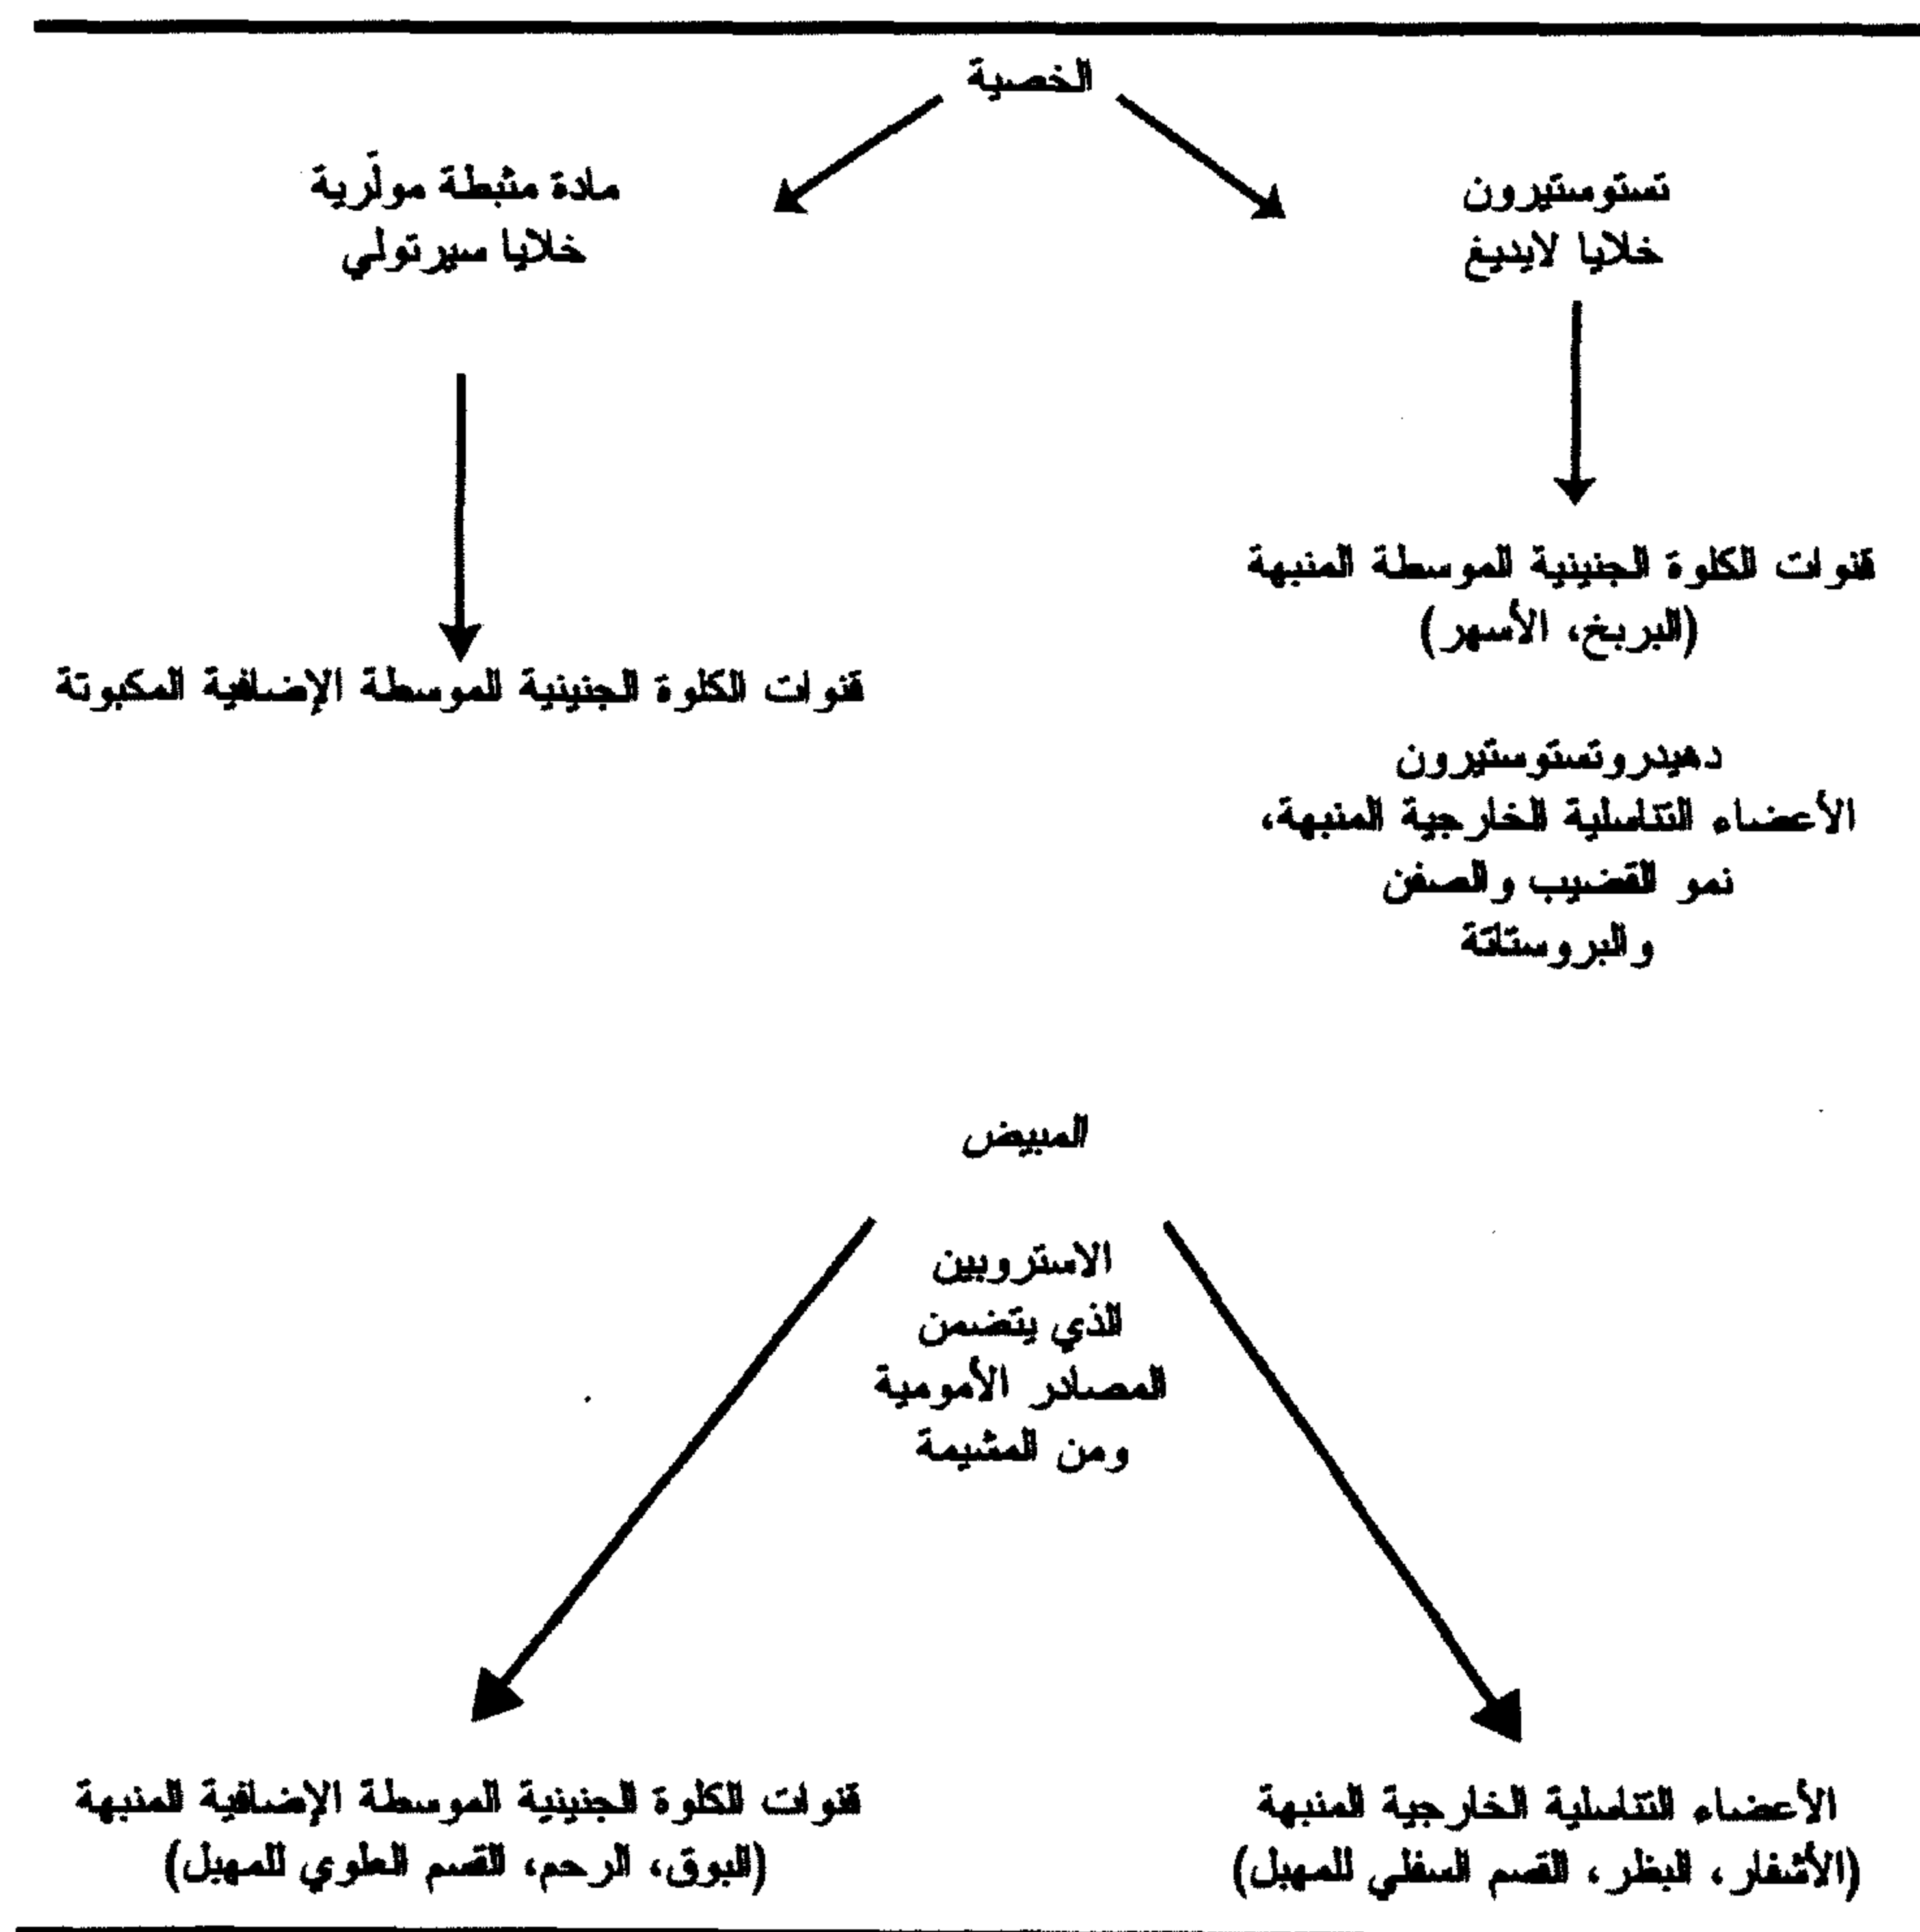 الخصية
تستوستيرون
خلايا لايديغ
مادة مثبطة مولّرية
خلايا سيرتولي
قنوات الكلوة الجنينية الموسطة المنبهة
(البربخ، الأسهر)
قنوات الكلوة الجنينية الموسطة الإضافية المكبوتة
دهيدروتستوستيرون
الأعضاء التناسلية الخارجية المنبهة،
نمو القضيب والصفن
والبروستاتة
المبيض
الاستروبين
الذي يتضمن
المصادر الأمومية
ومن المشيمة
الأعضاء التناسلية الخارجية المنبهة
(الأشفار، البظر، القسم السفلي للمهبل)
قنوات الكلوة الجنينية الموسطة الإضافية المنبهة
(البوق، الرحم، القسم العلوي للمهبل)